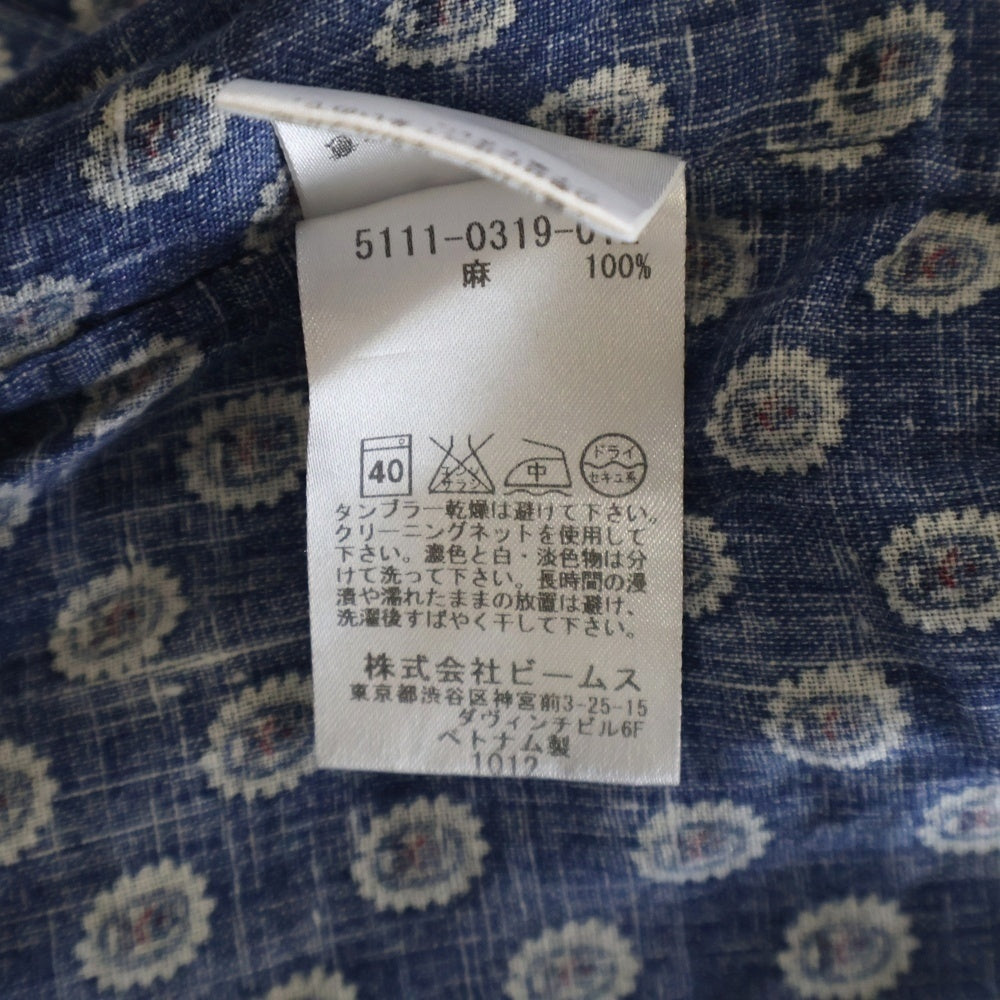 5111-0319-01
麻 100%
40 エンソサラシ 中 ドライ セキユ系
タンブラー乾燥は避けて下さい。
クリーニングネットを使用して
下さい。濃色と白・淡色物は分
けて洗って下さい。長時間の浸
漬や濡れたままの放置は避け、
洗濯後すばやく干して下さい。
株式会社ビームス
東京都渋谷区神宮前3-25-15
ダヴィンチビル6F
ベトナム製
1012